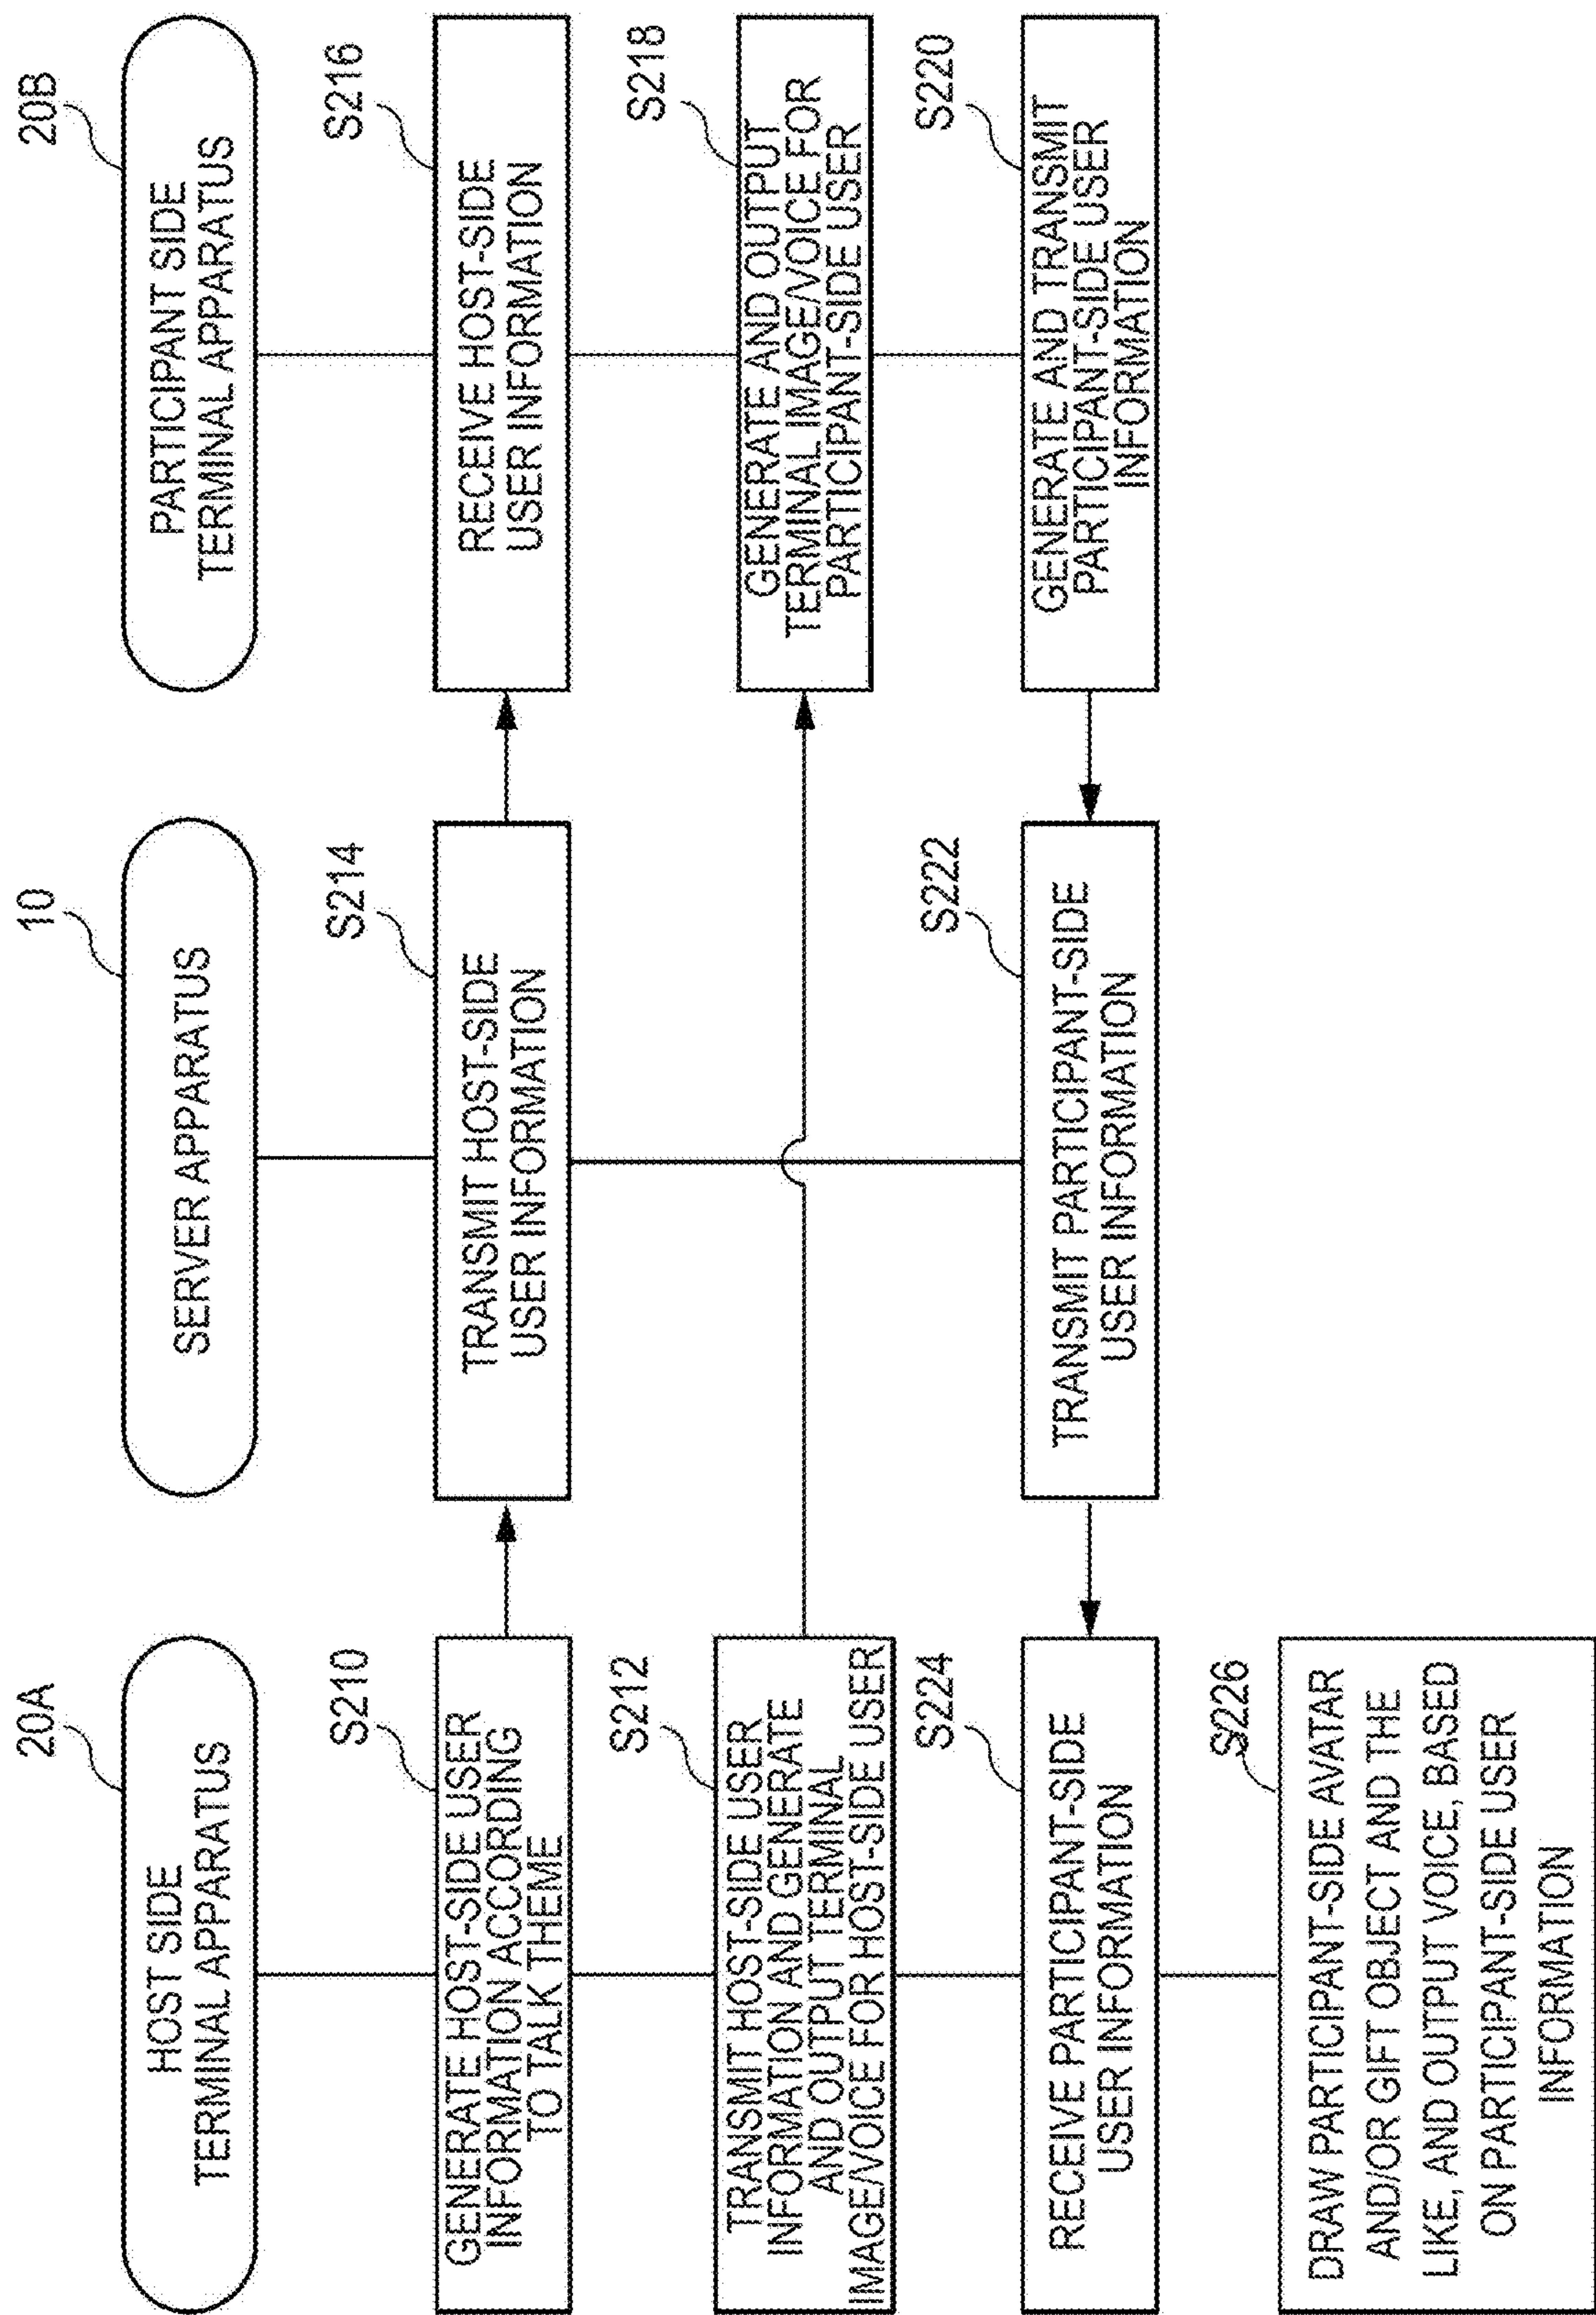 20A
HOST SIDE
TERMINAL APPARATUS
10
SERVER APPARATUS
20B
PARTICIPANT SIDE
TERMINAL APPARATUS
S210
GENERATE HOST-SIDE USER
INFORMATION ACCORDING
TO TALK THEME
S214
TRANSMIT HOST-SIDE
USER INFORMATION
S216
RECEIVE HOST-SIDE
USER INFORMATION
S212
TRANSMIT HOST-SIDE USER
INFORMATION AND GENERATE
AND OUTPUT TERMINAL
IMAGE/VOICE FOR HOST-SIDE USER
S218
GENERATE AND OUTPUT
TERMINAL IMAGE/VOICE FOR
PARTICIPANT-SIDE USER
S224
RECEIVE PARTICIPANT-SIDE
USER INFORMATION
S222
TRANSMIT PARTICIPANT-SIDE
USER INFORMATION
S220
GENERATE AND TRANSMIT
PARTICIPANT-SIDE USER
INFORMATION
S226
DRAW PARTICIPANT-SIDE AVATAR
AND/OR GIFT OBJECT AND THE
LIKE, AND OUTPUT VOICE, BASED
ON PARTICIPANT-SIDE USER
INFORMATION